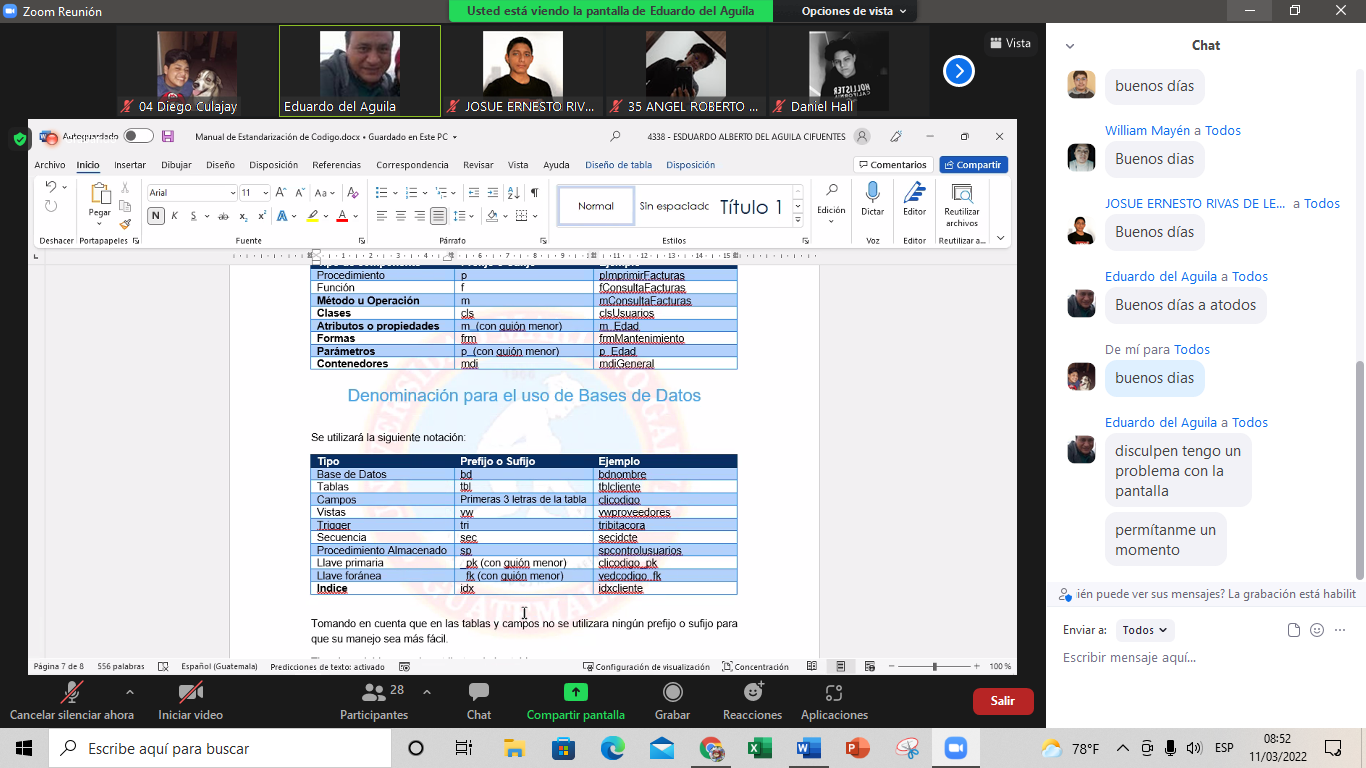 Zoom Reunión
Usted está viendo la pantalla de Eduardo del Aguila
Opciones de vista
04 Diego Culajay
Eduardo del Aguila
JOSUE ERNESTO RIV...
35 ANGEL ROBERTO ...
HOLLISTER
CALIFORNIA
Daniel Hall
Vista
Autoguardado
Manual de Estandarización de Codigo.docx • Guardado en Este PC
4338 - ESDUARDO ALBERTO DEL AGUILA CIFUENTES
Archivo Inicio Insertar Dibujar Diseño Disposición Referencias Correspondencia Revisar Vista Ayuda Diseño de tabla Disposición
Comentarios
Compartir
Pegar
Arial
11
N K S ab x₂ x²
Normal
Sin espaciado
Título 1
Edición
Dictar
Editor
Reutilizar archivos
Deshacer Portapapeles Fuente Párrafo Estilos Voz Editor Reutilizar a...
Procedimiento p pImprimirFacturas
Función f fConsultaFacturas
Método u Operación m mConsultaFacturas
Clases cls clsUsuarios
Atributos o propiedades m_(con guión menor) m_Edad
Formas frm frmMantenimiento
Parámetros p_(con guión menor) p_Edad
Contenedores mdi mdiGeneral
Denominación para el uso de Bases de Datos
Se utilizará la siguiente notación:
Tipo Prefijo o Sufijo Ejemplo
Base de Datos bd bdnombre
Tablas tbl tblcliente
Campos Primeras 3 letras de la tabla clicodigo
Vistas vw vwproveedores
Trigger tri tribitacora
Secuencia sec secidcte
Procedimiento Almacenado sp spcontrolusuarios
Llave primaria _pk (con guión menor) clicodigo_pk
Llave foránea _fk (con guión menor) vedcodigo_fk
Indice idx idxcliente
Tomando en cuenta que en las tablas y campos no se utilizara ningún prefijo o sufijo para
que su manejo sea más fácil.
Página 7 de 8 556 palabras Español (Guatemala) Predicciones de texto: activado Configuración de visualización Concentración 100 %
Cancelar silenciar ahora
Iniciar video
Participantes
28
Chat
Compartir pantalla
Grabar
Reacciones
Aplicaciones
Salir
Chat
buenos días
William Mayén a Todos
Buenos dias
JOSUE ERNESTO RIVAS DE LE... a Todos
Buenos días
Eduardo del Aguila a Todos
Buenos días a atodos
De mí para Todos
buenos dias
Eduardo del Aguila a Todos
disculpen tengo un
problema con la
pantalla
permítanme un
momento
ién puede ver sus mensajes? La grabación está habilit
Enviar a: Todos
Escribir mensaje aquí...
Escribe aquí para buscar
78°F
ESP
08:52
11/03/2022